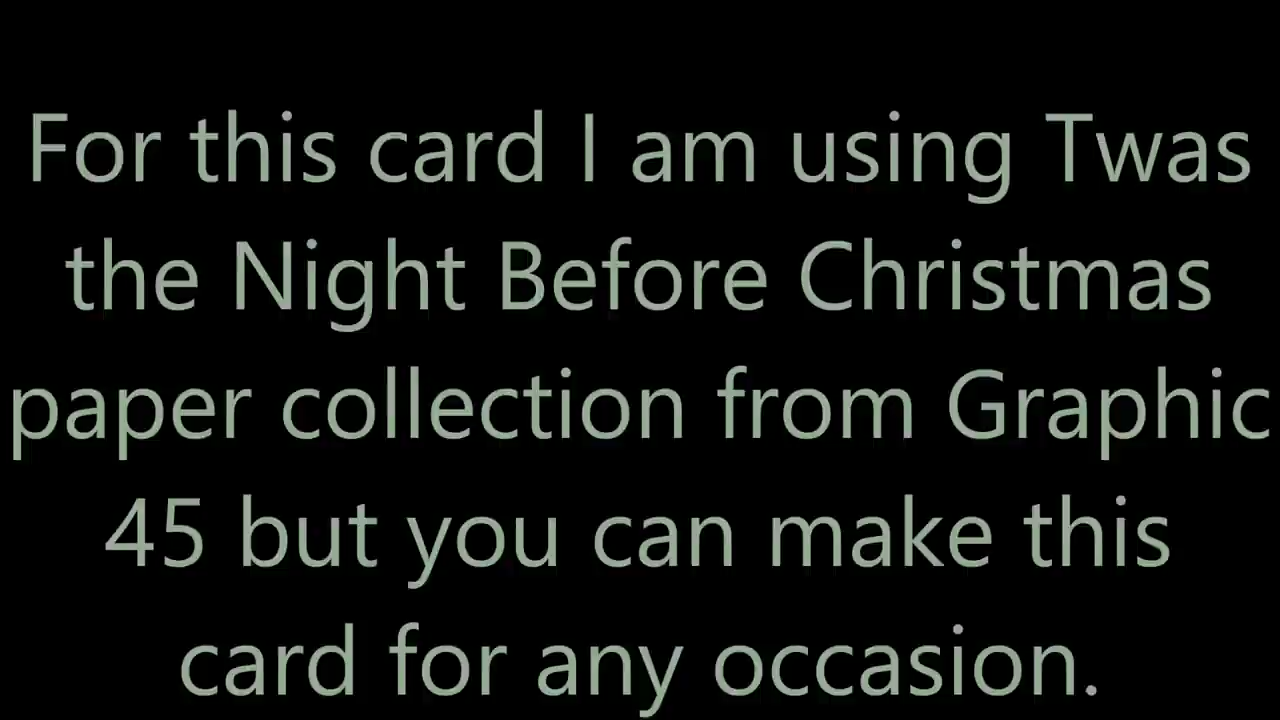 For this card I am using Twas
the Night Before Christmas
paper collection from Graphic
45 but you can make this
card for any occasion.